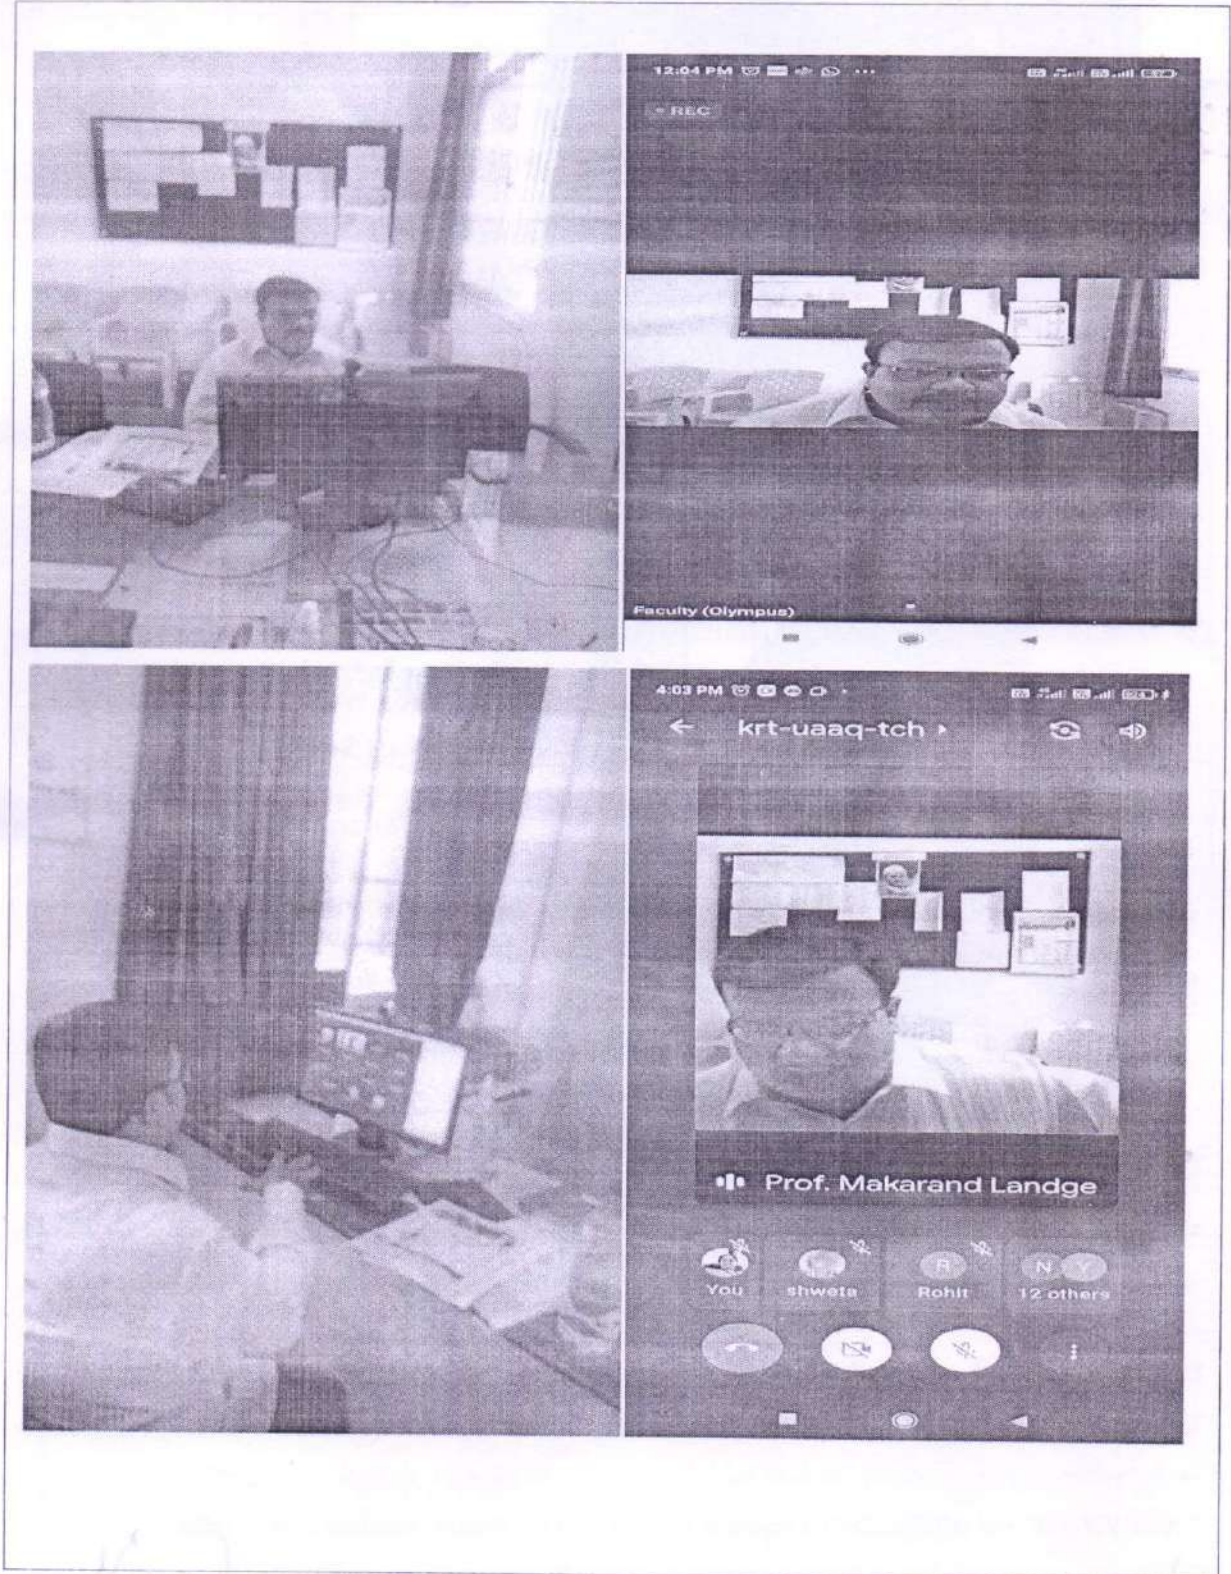 12:04 PM
REC
Faculty (Olympus)
4:03 PM
krt-uaaq-tch
Prof. Makarand Landge
R
N Y
You
shweta
Rohit
12 others